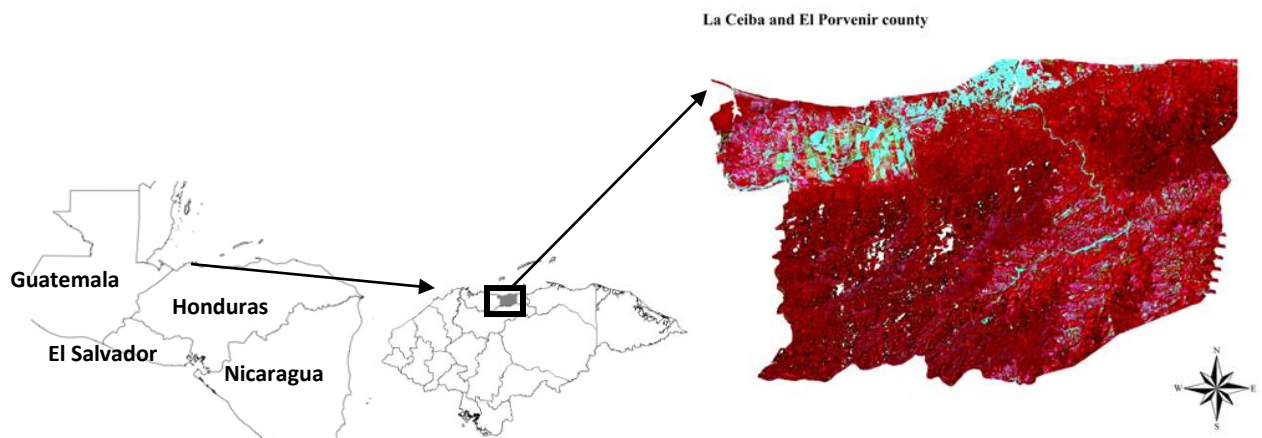 La Ceiba and El Porvenir county
Guatemala
Honduras
El Salvador
Nicaragua
N
W E
S